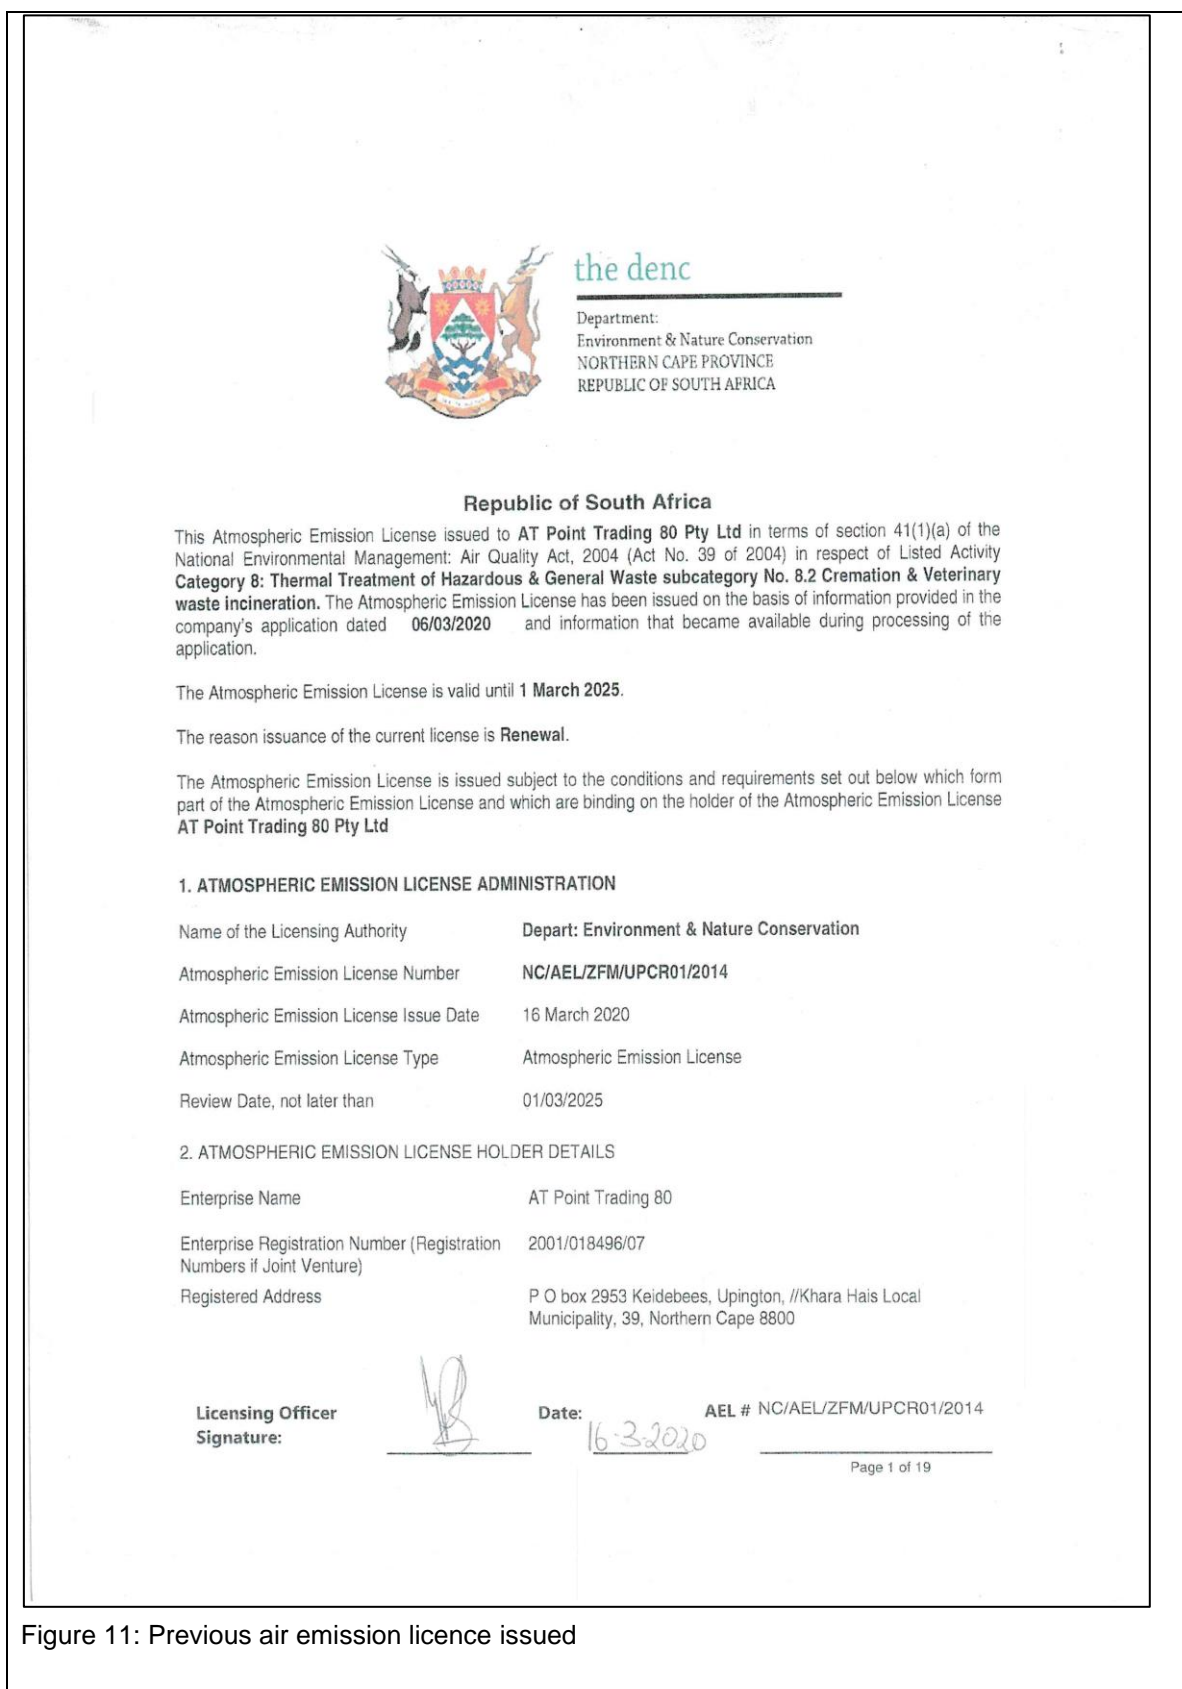 the denc
Department:
Environment & Nature Conservation
NORTHERN CAPE PROVINCE
REPUBLIC OF SOUTH AFRICA
Republic of South Africa
This Atmospheric Emission License issued to AT Point Trading 80 Pty Ltd in terms of section 41(1)(a) of the
National Environmental Management: Air Quality Act, 2004 (Act No. 39 of 2004) in respect of Listed Activity
Category 8: Thermal Treatment of Hazardous & General Waste subcategory No. 8.2 Cremation & Veterinary
waste incineration. The Atmospheric Emission License has been issued on the basis of information provided in the
company's application dated 06/03/2020 and information that became available during processing of the
application.
The Atmospheric Emission License is valid until 1 March 2025.
The reason issuance of the current license is Renewal.
The Atmospheric Emission License is issued subject to the conditions and requirements set out below which form
part of the Atmospheric Emission License and which are binding on the holder of the Atmospheric Emission License
AT Point Trading 80 Pty Ltd
1. ATMOSPHERIC EMISSION LICENSE ADMINISTRATION
Name of the Licensing Authority Depart: Environment & Nature Conservation
Atmospheric Emission License Number NC/AEL/ZFM/UPCR01/2014
Atmospheric Emission License Issue Date 16 March 2020
Atmospheric Emission License Type Atmospheric Emission License
Review Date, not later than 01/03/2025
2. ATMOSPHERIC EMISSION LICENSE HOLDER DETAILS
Enterprise Name AT Point Trading 80
Enterprise Registration Number (Registration 2001/018496/07
Numbers if Joint Venture)
Registered Address P O box 2953 Keidebees, Upington, //Khara Hais Local
Municipality, 39, Northern Cape 8800
Licensing Officer Date: AEL # NC/AEL/ZFM/UPCR01/2014
Signature: 16-3-2020
Page 1 of 19
Figure 11: Previous air emission licence issued